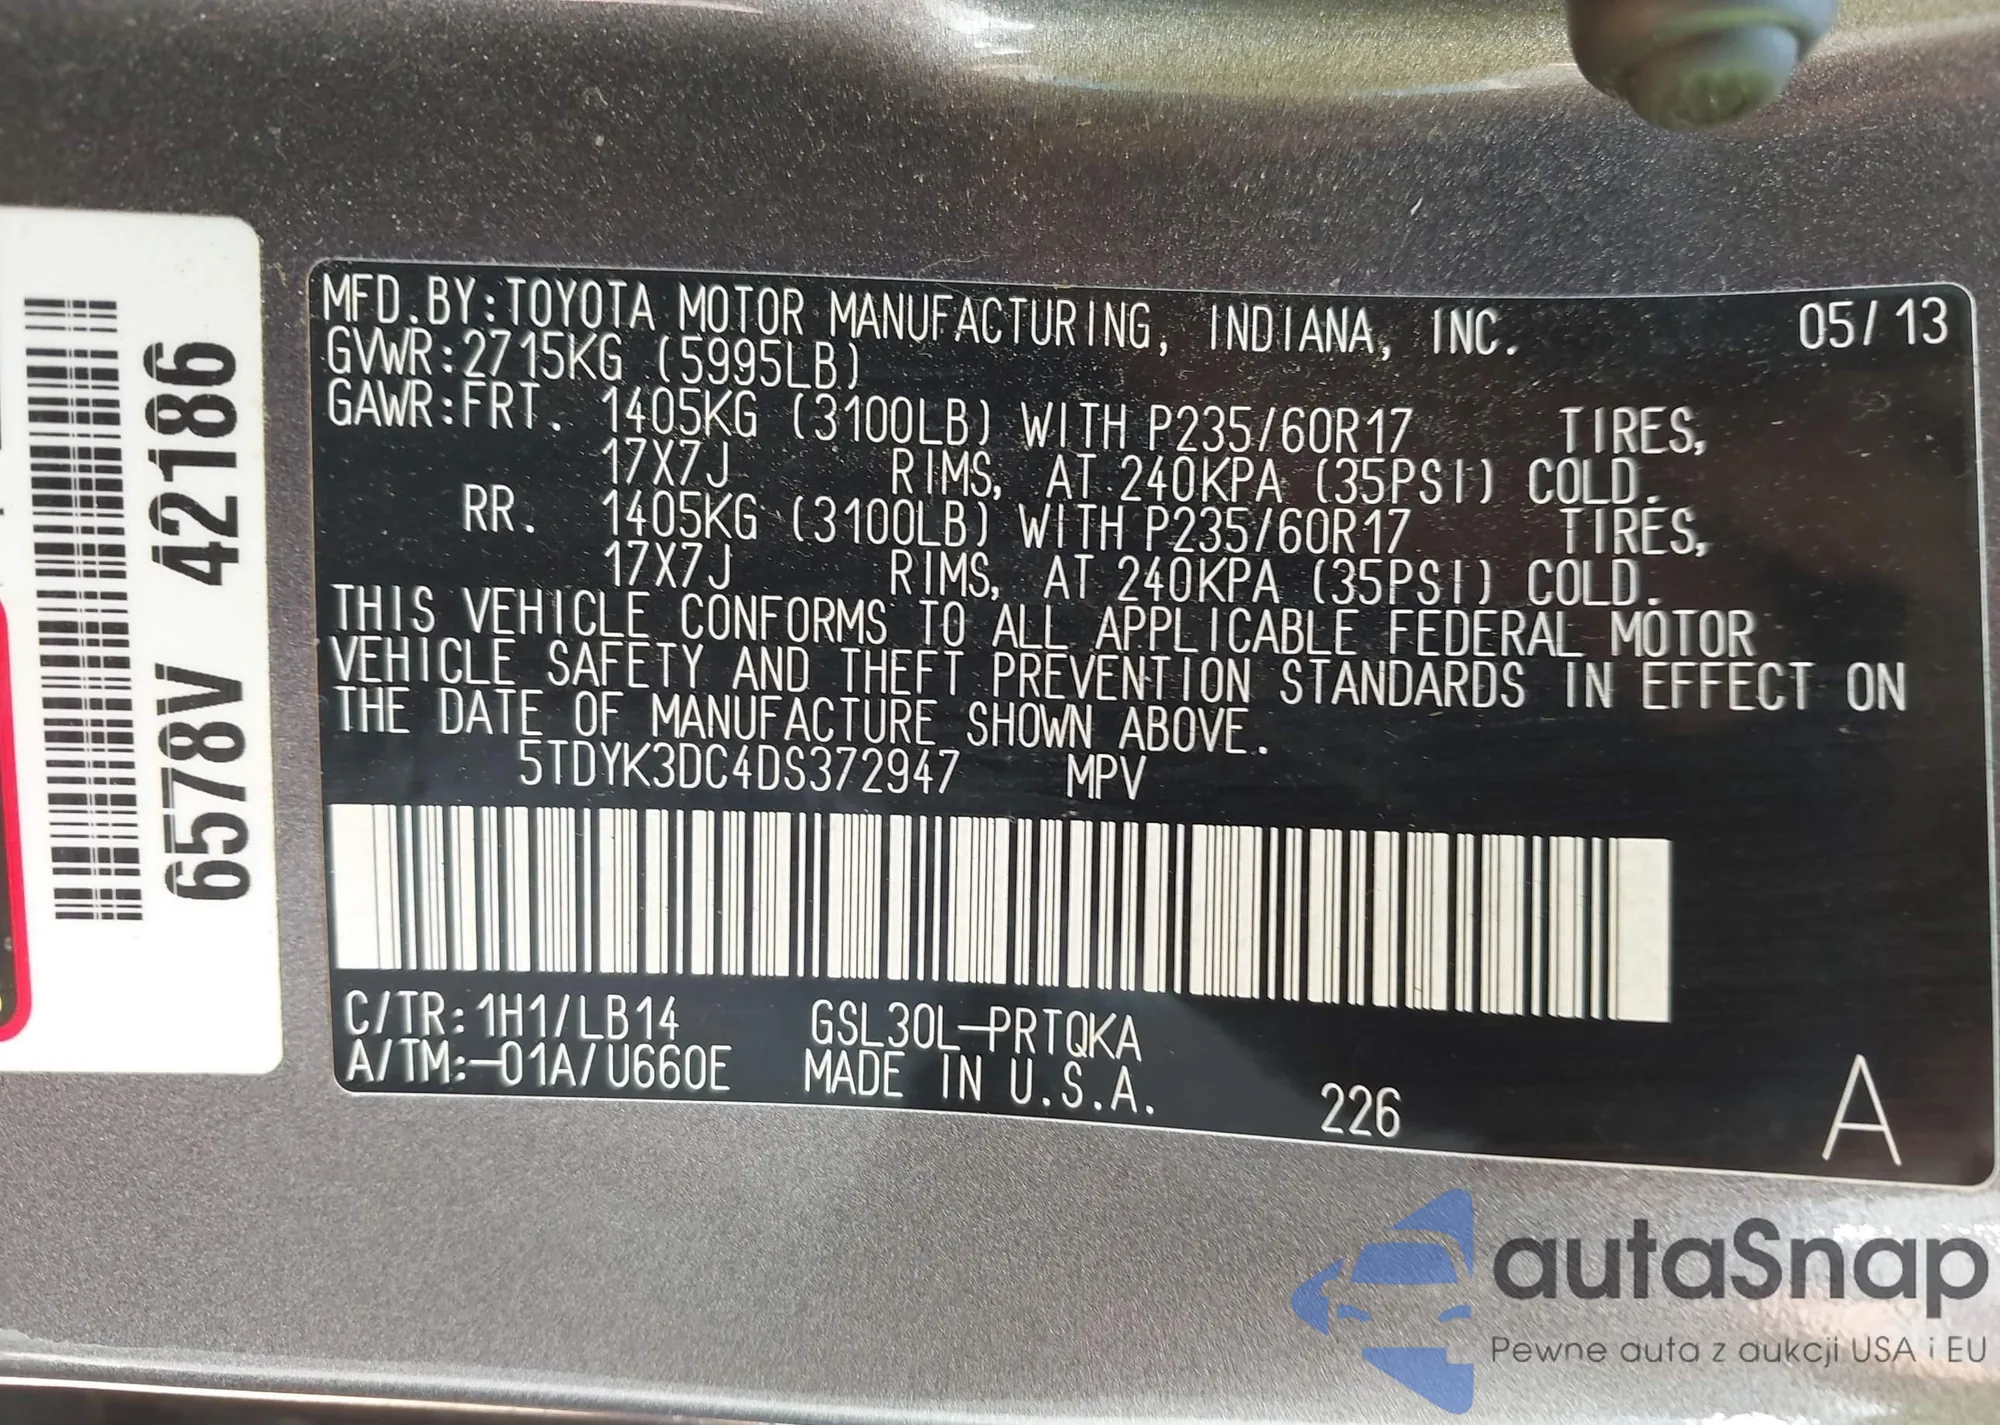 MFD.BY:TOYOTA MOTOR MANUFACTURING, INDIANA, INC. 05/13
GVWR:2715KG (5995LB)
GAWR:FRT. 1405KG (3100LB) WITH P235/60R17 TIRES,
17X7J RIMS, AT 240KPA (35PSI) COLD.
RR. 1405KG (3100LB) WITH P235/60R17 TIRES,
17X7J RIMS, AT 240KPA (35PSI) COLD.
THIS VEHICLE CONFORMS TO ALL APPLICABLE FEDERAL MOTOR
VEHICLE SAFETY AND THEFT PREVENTION STANDARDS IN EFFECT ON
THE DATE OF MANUFACTURE SHOWN ABOVE.
5TDYK3DC4DS372947 MPV
C/TR:1H1/LB14 GSL30L-PRTQKA
A/TM:-01A/U660E MADE IN U.S.A.
226 A
6578V 42186
autaSnap
Pewne auta z aukcji USA i EU